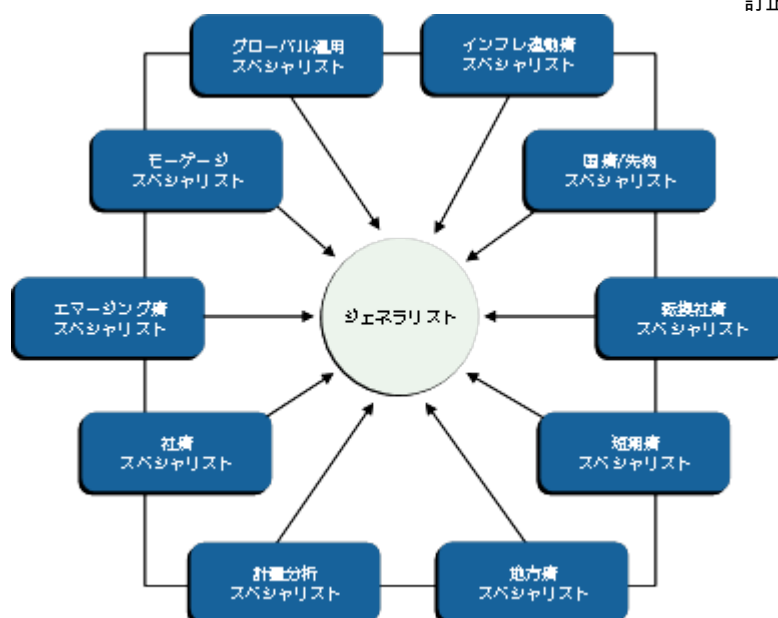 訂正
グローバル運用
スペシャリスト
インフレ連動債
スペシャリスト
モーゲージ
スペシャリスト
国債/先物
スペシャリスト
エマージング債
スペシャリスト
ジェネラリスト
転換社債
スペシャリスト
社債
スペシャリスト
短期債
スペシャリスト
計量分析
スペシャリスト
地方債
スペシャリスト